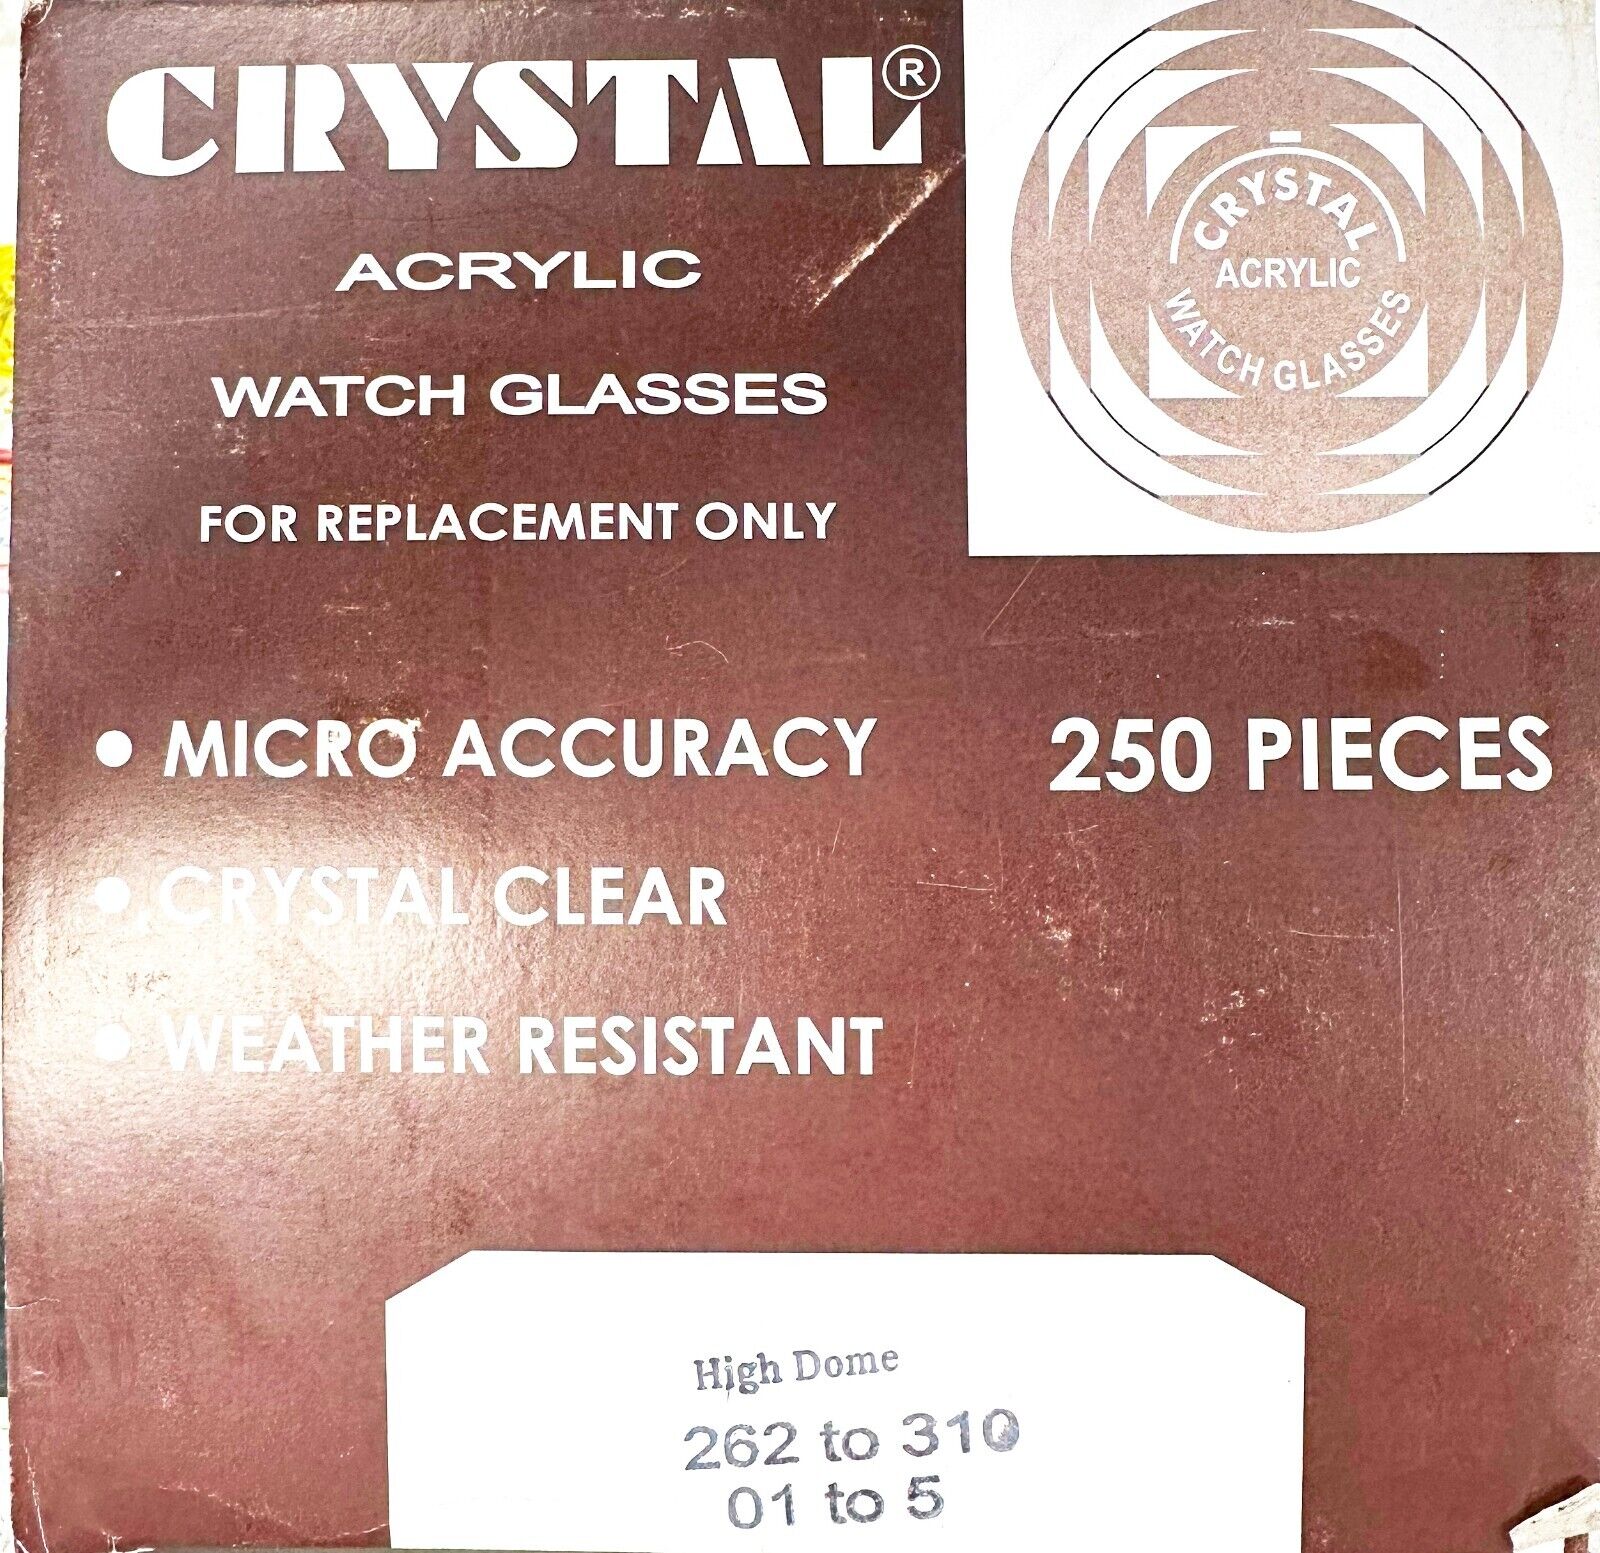 CRYSTAL®
ACRYLIC
WATCH GLASSES
FOR REPLACEMENT ONLY
CRYSTAL
ACRYLIC
WATCH GLASSES
• MICRO ACCURACY
250 PIECES
• CRYSTAL CLEAR
• WEATHER RESISTANT
High Dome
262 to 310
01 to 5